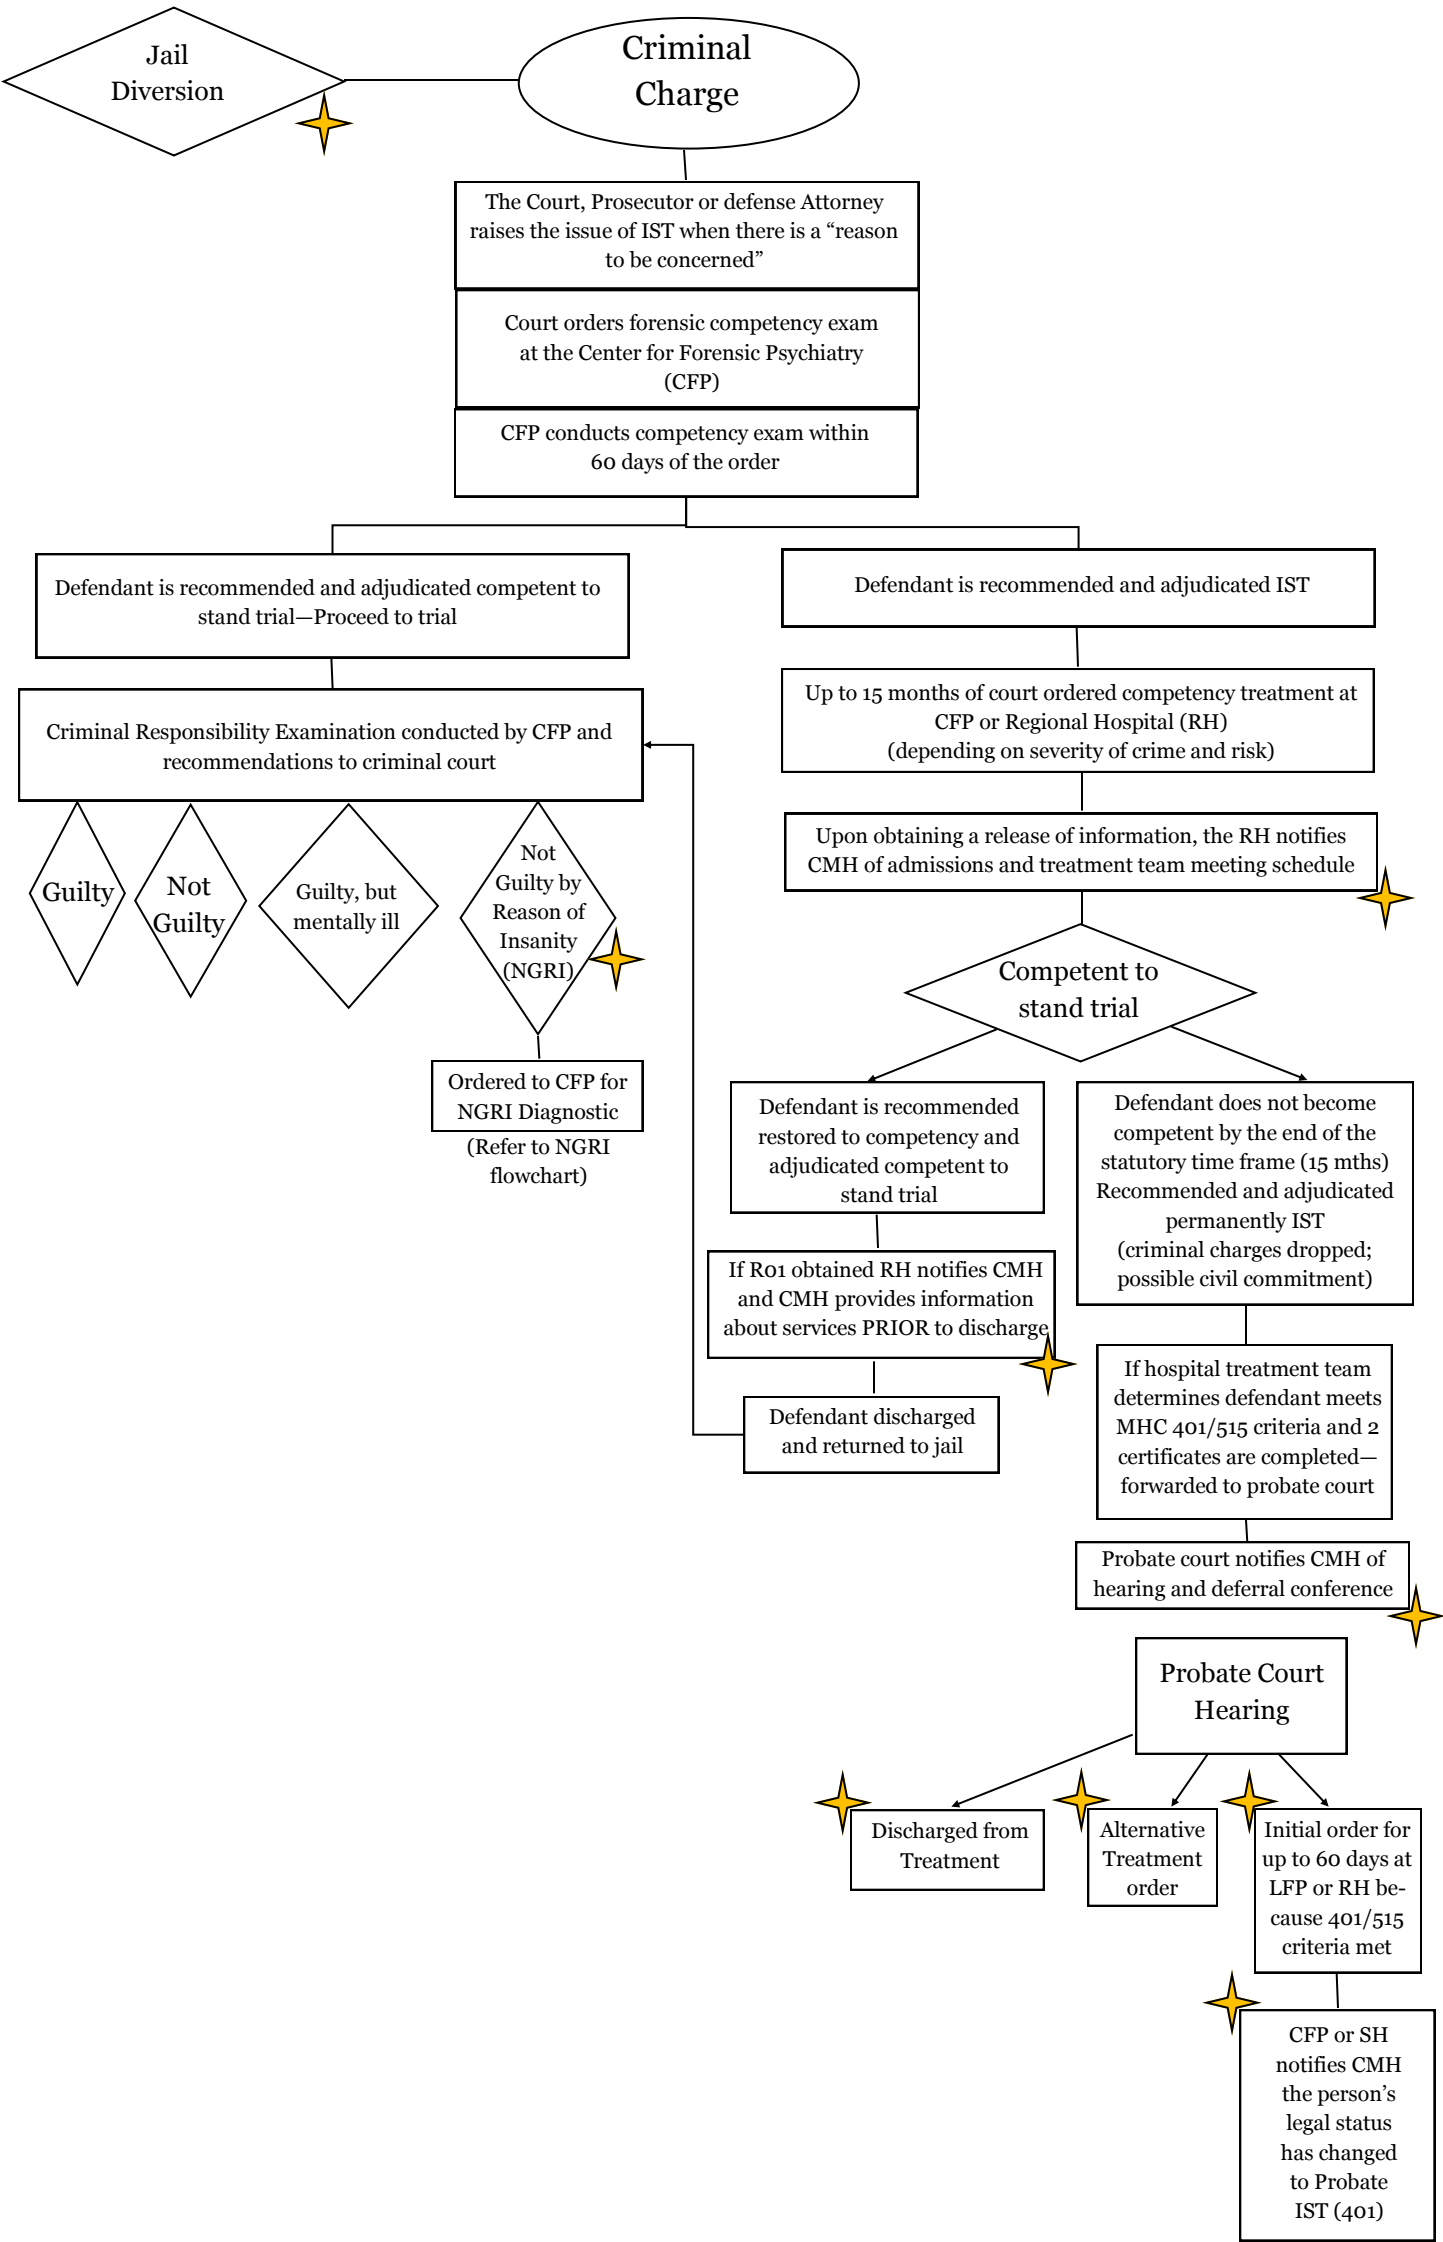 Jail
Diversion
Criminal
Charge
The Court, Prosecutor or defense Attorney
raises the issue of IST when there is a “reason
to be concerned”
Court orders forensic competency exam
at the Center for Forensic Psychiatry
(CFP)
CFP conducts competency exam within
60 days of the order
Defendant is recommended and adjudicated competent to
stand trial—Proceed to trial
Criminal Responsibility Examination conducted by CFP and
recommendations to criminal court
Guilty
Not
Guilty
Guilty, but
mentally ill
Not
Guilty by
Reason of
Insanity
(NGRI)
Ordered to CFP for
NGRI Diagnostic
(Refer to NGRI
flowchart)
Defendant is recommended and adjudicated IST
Up to 15 months of court ordered competency treatment at
CFP or Regional Hospital (RH)
(depending on severity of crime and risk)
Upon obtaining a release of information, the RH notifies
CMH of admissions and treatment team meeting schedule
Competent to
stand trial
Defendant is recommended
restored to competency and
adjudicated competent to
stand trial
If R01 obtained RH notifies CMH
and CMH provides information
about services PRIOR to discharge
Defendant discharged
and returned to jail
Defendant does not become
competent by the end of the
statutory time frame (15 mths)
Recommended and adjudicated
permanently IST
(criminal charges dropped;
possible civil commitment)
If hospital treatment team
determines defendant meets
MHC 401/515 criteria and 2
certificates are completed—
forwarded to probate court
Probate court notifies CMH of
hearing and deferral conference
Probate Court
Hearing
Discharged from
Treatment
Alternative
Treatment
order
Initial order for
up to 60 days at
LFP or RH be-
cause 401/515
criteria met
CFP or SH
notifies CMH
the person’s
legal status
has changed
to Probate
IST (401)